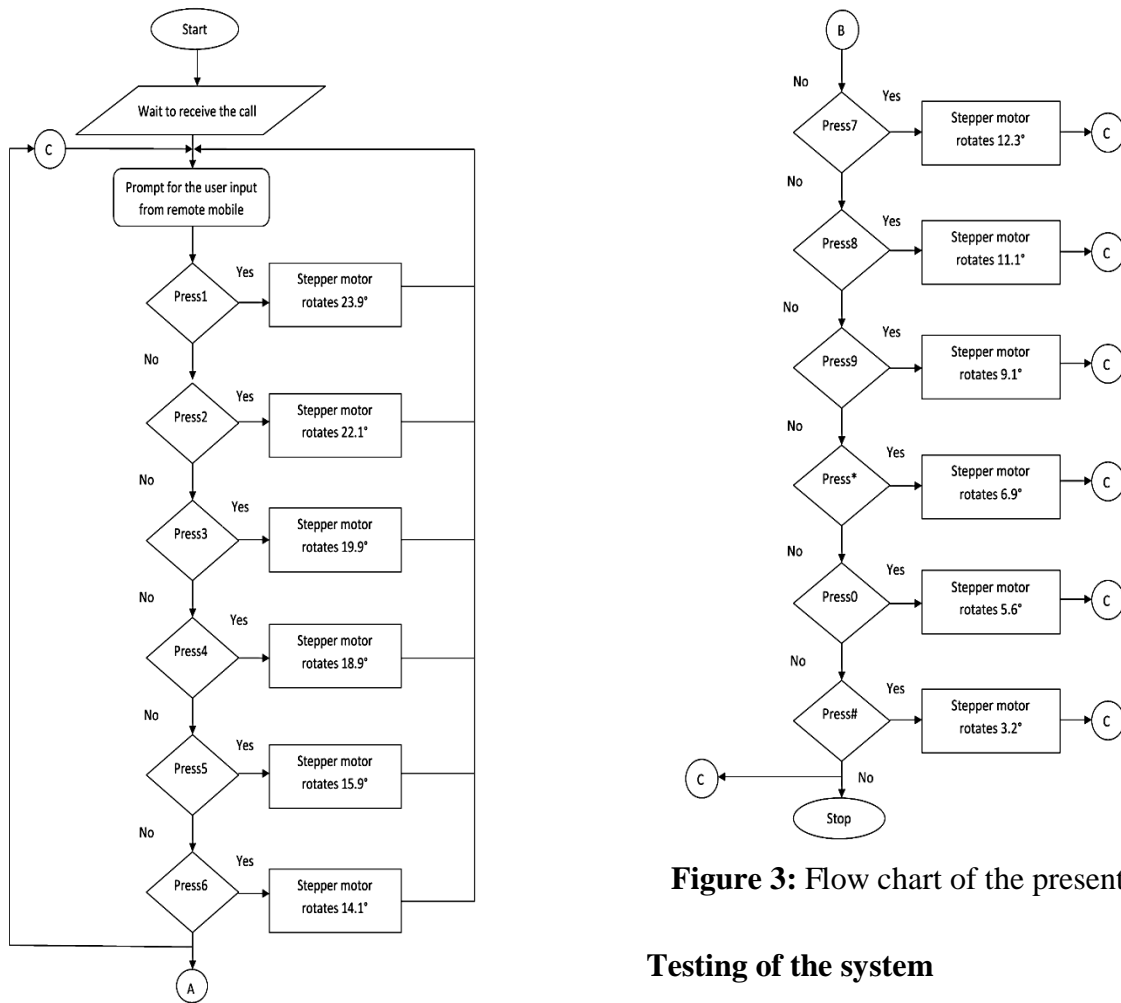 Start
Wait to receive the call
C
Prompt for the user input
from remote mobile
Press1
Yes
Stepper motor
rotates 23.9°
No
Press2
Yes
Stepper motor
rotates 22.1°
No
Press3
Yes
Stepper motor
rotates 19.9°
No
Press4
Yes
Stepper motor
rotates 18.9°
No
Press5
Yes
Stepper motor
rotates 15.9°
No
Press6
Yes
Stepper motor
rotates 14.1°
A
B
No
Press7
Yes
Stepper motor
rotates 12.3°
C
No
Press8
Yes
Stepper motor
rotates 11.1°
C
No
Press9
Yes
Stepper motor
rotates 9.1°
C
No
Press*
Yes
Stepper motor
rotates 6.9°
C
No
Press0
Yes
Stepper motor
rotates 5.6°
C
No
Press#
Yes
Stepper motor
rotates 3.2°
C
C
No
Stop
Figure 3: Flow chart of the present
Testing of the system